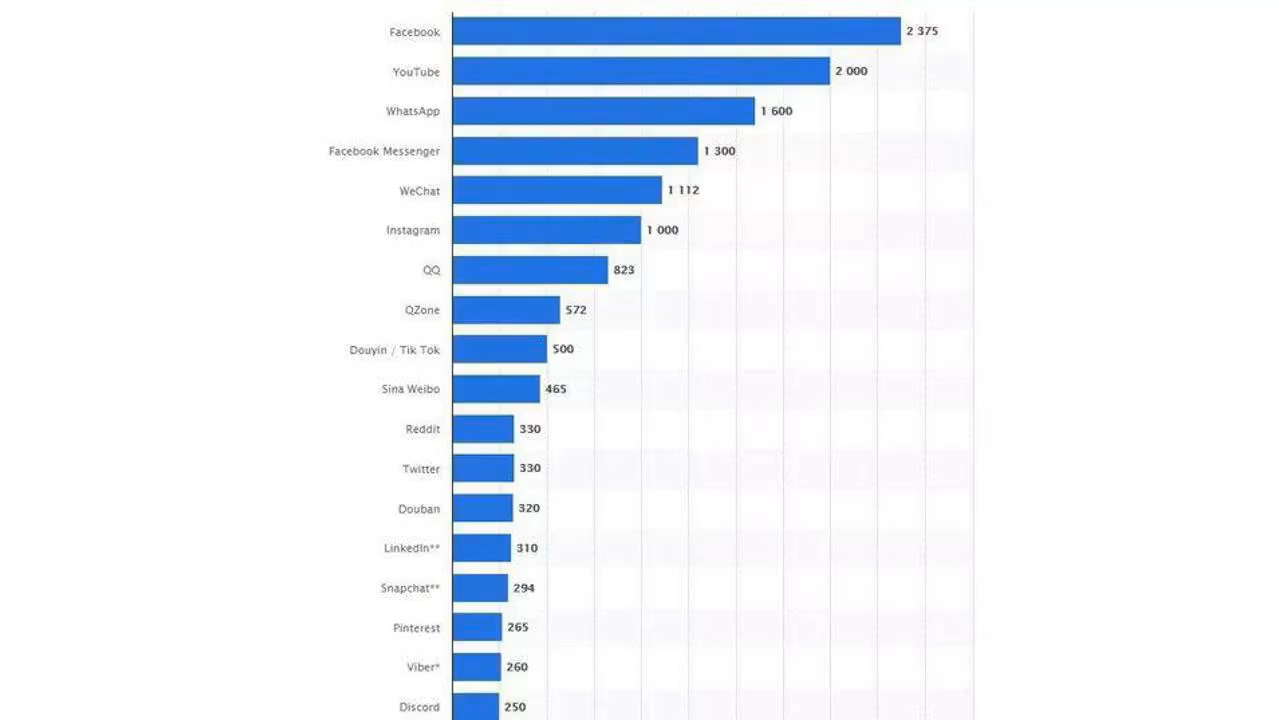 Facebook 2 375
YouTube 2 000
WhatsApp 1 600
Facebook Messenger 1 300
WeChat 1 112
Instagram 1 000
QQ 823
QZone 572
Douyin / Tik Tok 500
Sina Weibo 465
Reddit 330
Twitter 330
Douban 320
LinkedIn** 310
Snapchat** 294
Pinterest 265
Viber* 260
Discord 250